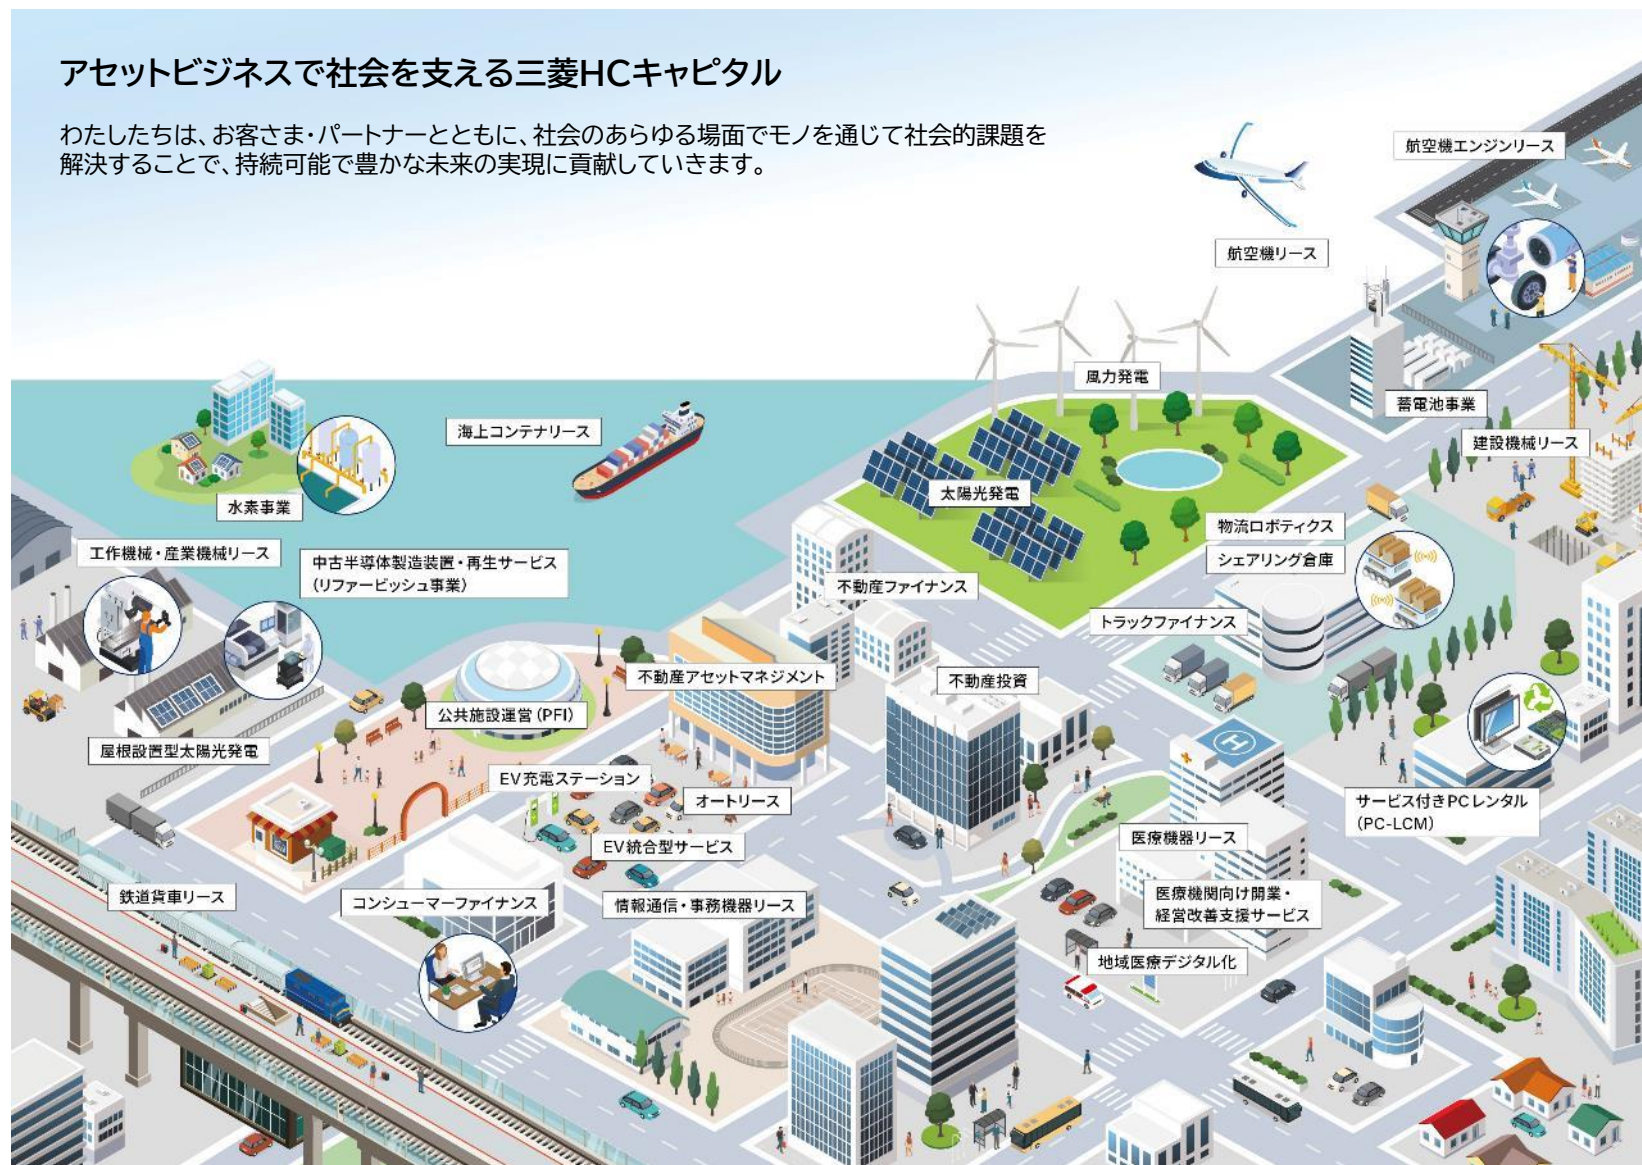 アセットビジネスで社会を支える三菱HCキャピタル
わたしたちは、お客さま・パートナーとともに、社会のあらゆる場面でモノを通じて社会的課題を
解決することで、持続可能で豊かな未来の実現に貢献していきます。
航空機エンジンリース
航空機リース
風力発電
蓄電池事業
海上コンテナリース
建設機械リース
太陽光発電
水素事業
物流ロボティクス
シェアリング倉庫
工作機械・産業機械リース
中古半導体製造装置・再生サービス
(リファービッシュ事業)
不動産ファイナンス
トラックファイナンス
不動産アセットマネジメント
不動産投資
公共施設運営(PFI)
屋根設置型太陽光発電
H
EV充電ステーション
オートリース
サービス付きPCレンタル
(PC-LCM)
EV統合型サービス
医療機器リース
鉄道貨車リース
コンシューマーファイナンス
情報通信・事務機器リース
医療機関向け開業・
経営改善支援サービス
地域医療デジタル化